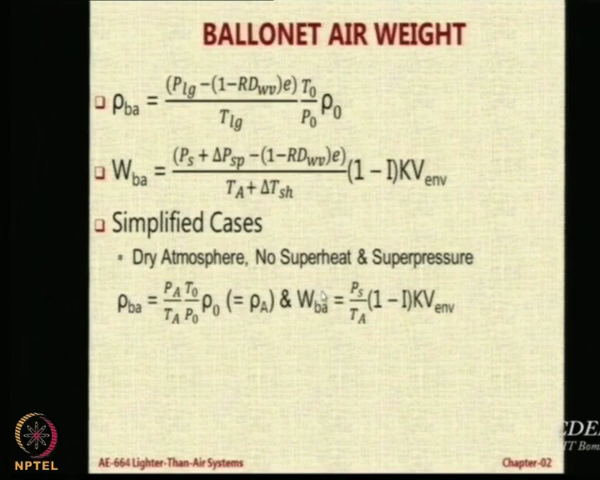 BALLONET AIR WEIGHT
ρba = (Plg −(1−RDwv)e) / Tlg T0 / P0 ρ0
Wba = (Ps + ΔPsp −(1−RDwv)e) / TA + ΔTsh (1 − I)KVenv
Simplified Cases
Dry Atmosphere, No Superheat & Superpressure
ρba = PA / TA T0 / P0 ρ0 (= ρA) & Wba = Ps / TA (1 − I)KVenv
NPTEL
AE-664 Lighter-Than-Air Systems
Chapter-02